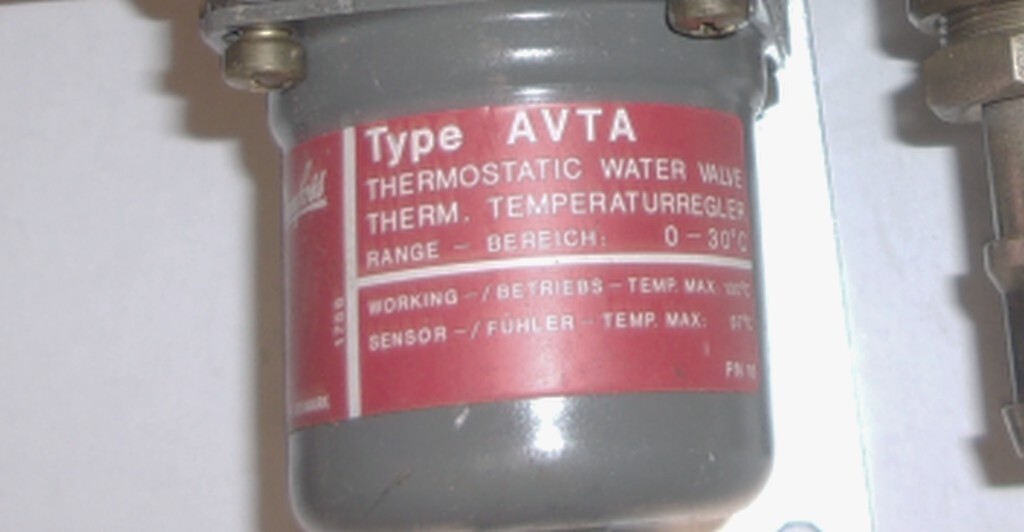 Type AVTA
THERMOSTATIC WATER VALVE
THERM. TEMPERATURREGLER
RANGE - BEREICH: 0-30°C
WORKING -/BETRIEBS-TEMP. MAX:
SENSOR -/FÜHLER - TEMP. MAX: 57°C